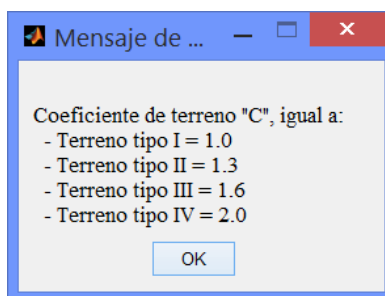 Mensaje de ...
Coeficiente de terreno "C", igual a:
- Terreno tipo I = 1.0
- Terreno tipo II = 1.3
- Terreno tipo III = 1.6
- Terreno tipo IV = 2.0
OK